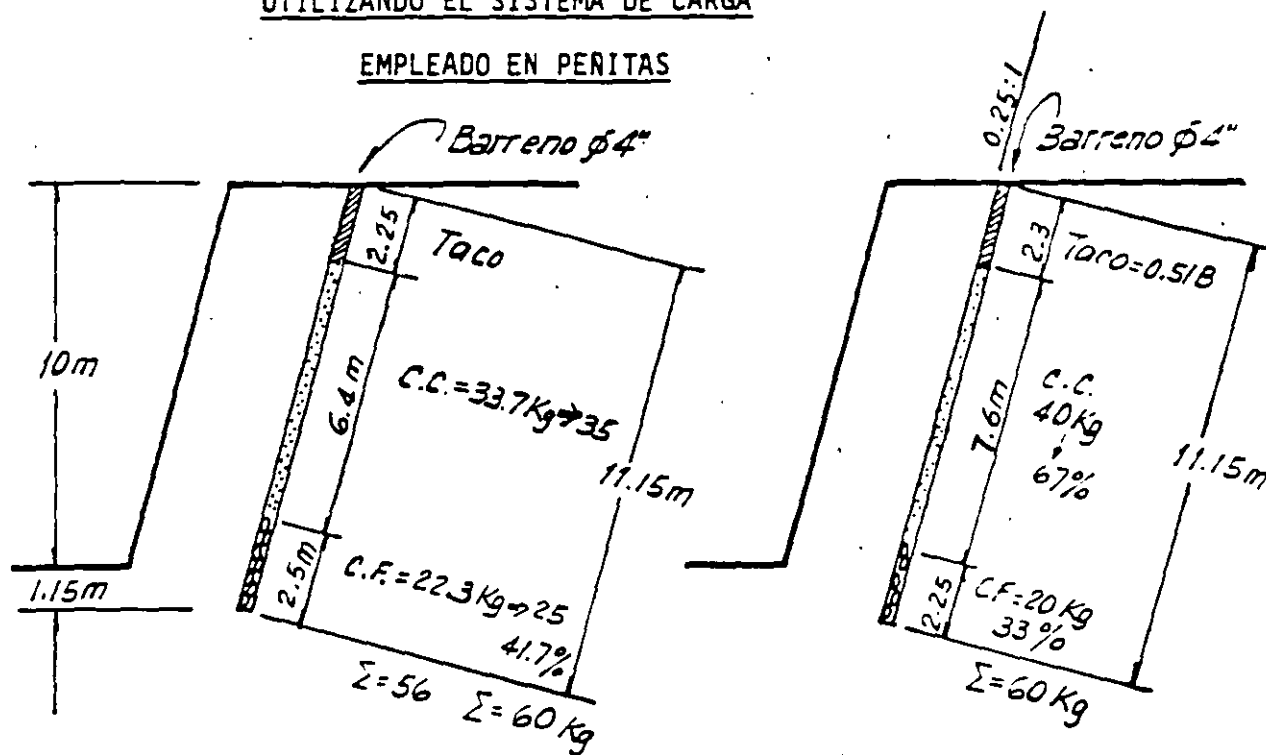 UTILIZANDO EL SISTEMA DE CARGA
EMPLEADO EN PEÑITAS
Barreno ϕ4"
2.25
Taco
10m
6.4 m
C.C.=33.7Kg→35
11.15m
1.15m
2.5m
C.F.=22.3Kg→25
41.7%
Σ=56 Σ=60Kg
0.25:1
Barreno ϕ4"
2.3
Taco=0.51B
7.6m
C.C.
40Kg
67%
11.15m
2.25
C.F=20Kg
33%
Σ=60Kg